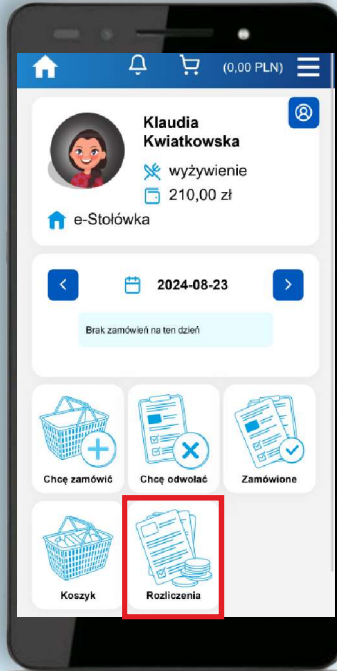 (0,00 PLN)
Klaudia
Kwiatkowska
wyżywienie
210,00 zł
e-Stołówka
2024-08-23
Brak zamówień na ten dzień
Chcę zamówić
Chcę odwołać
Zamówione
Koszyk
Rozliczenia